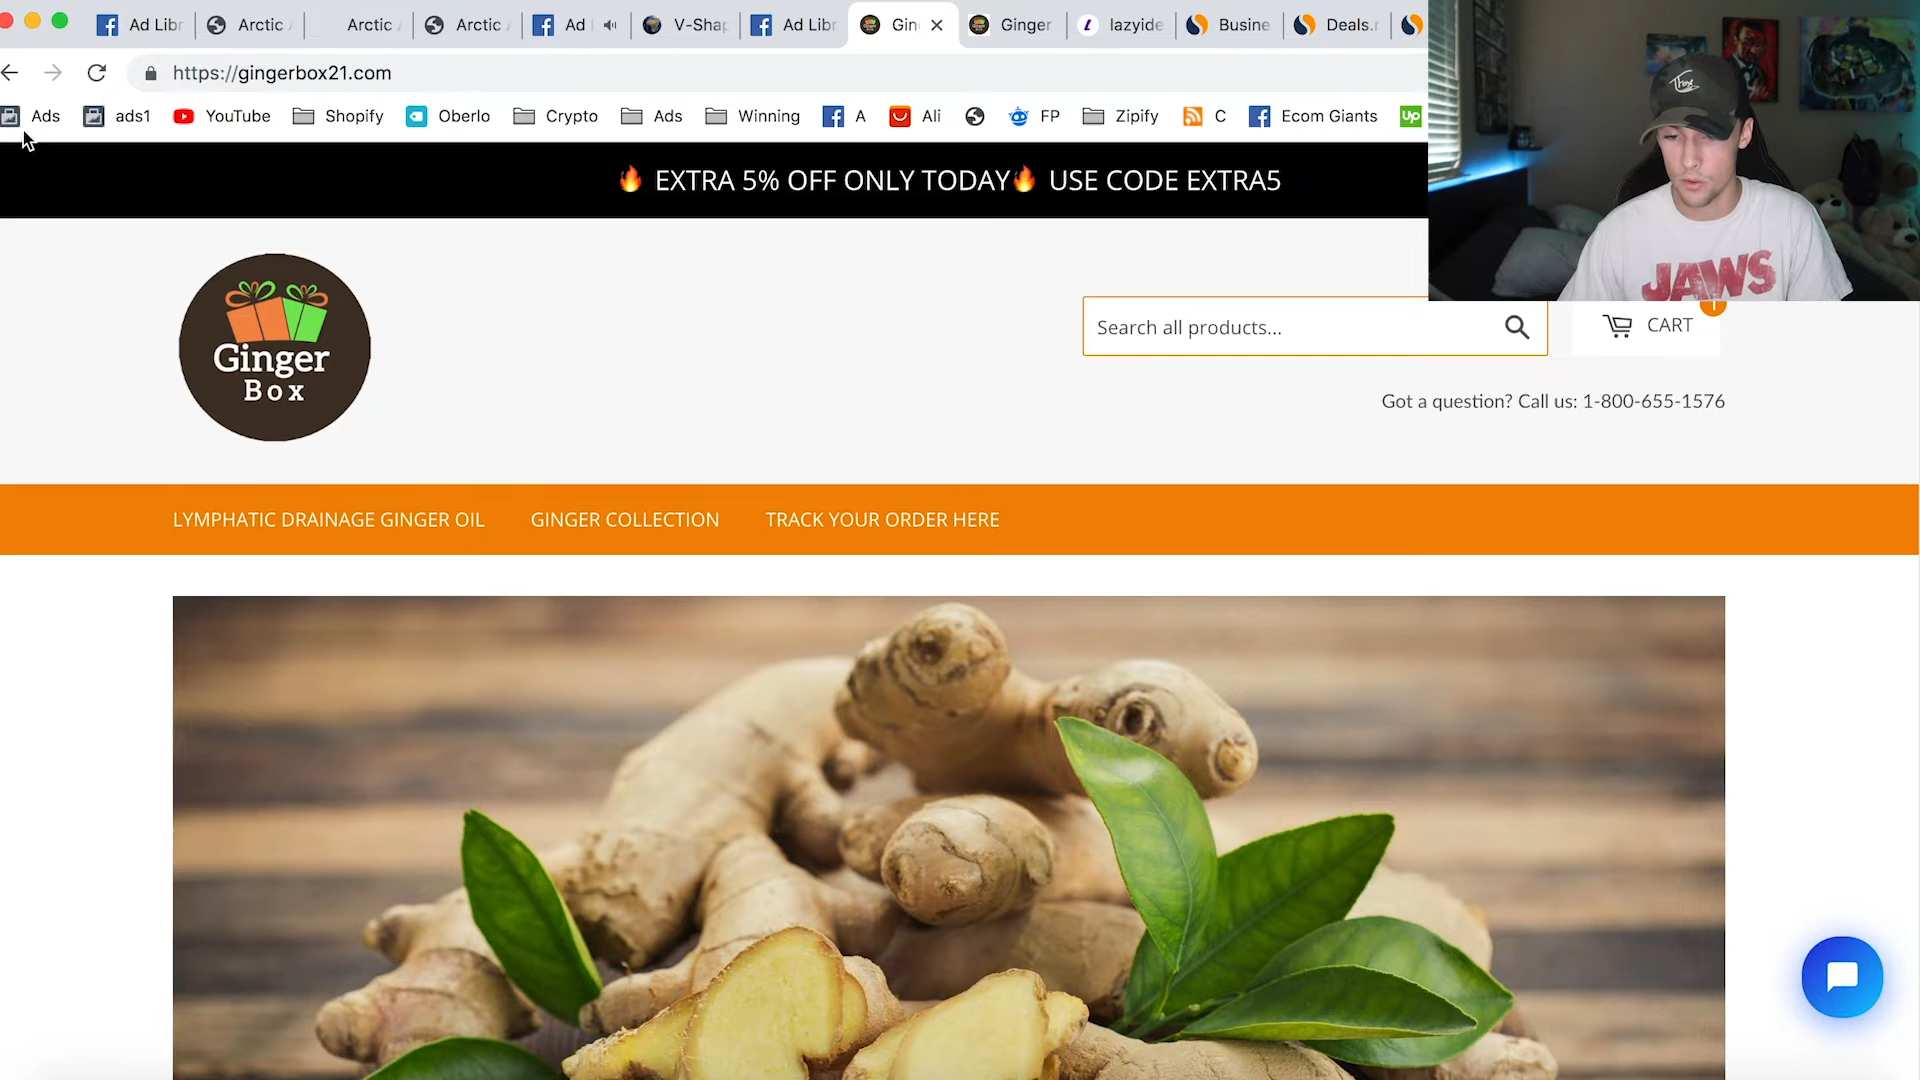 Ad Libr
Arctic
Arctic
Arctic
Ad
V-Shap
Ad Libr
Gin
Ginger
lazyide
Busine
Deals.r
https://gingerbox21.com
Ads
ads1
YouTube
Shopify
Oberlo
Crypto
Ads
Winning
A
Ali
FP
Zipify
C
Ecom Giants
Up
🔥 EXTRA 5% OFF ONLY TODAY🔥 USE CODE EXTRA5
JAWS
Ginger
Box
Search all products...
1
CART
Got a question? Call us: 1-800-655-1576
LYMPHATIC DRAINAGE GINGER OIL
GINGER COLLECTION
TRACK YOUR ORDER HERE